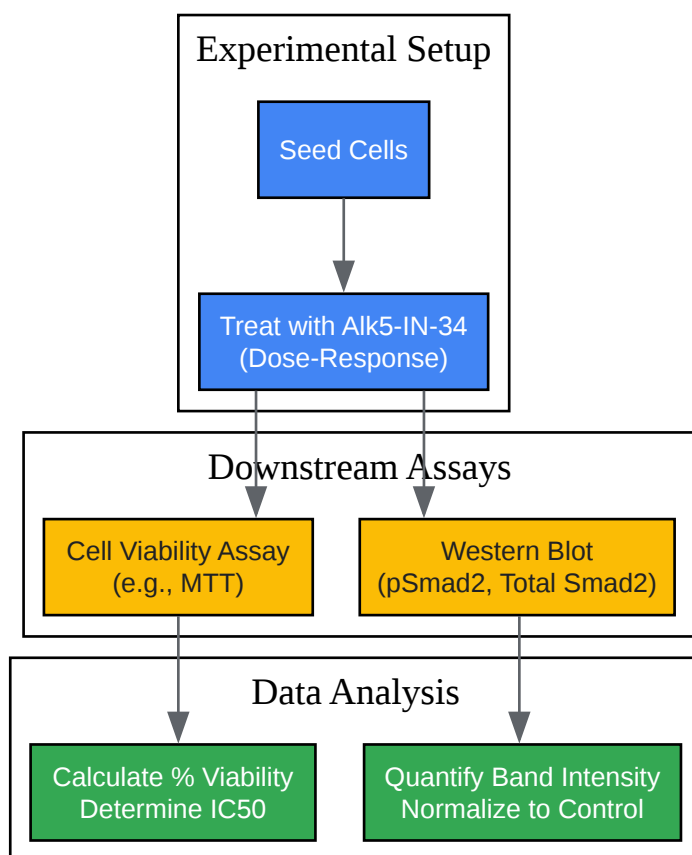 Experimental Setup
Seed Cells
Treat with Alk5-IN-34
(Dose-Response)
Downstream Assays
Cell Viability Assay
(e.g., MTT)
Western Blot
(pSmad2, Total Smad2)
Data Analysis
Calculate % Viability
Determine IC50
Quantify Band Intensity
Normalize to Control